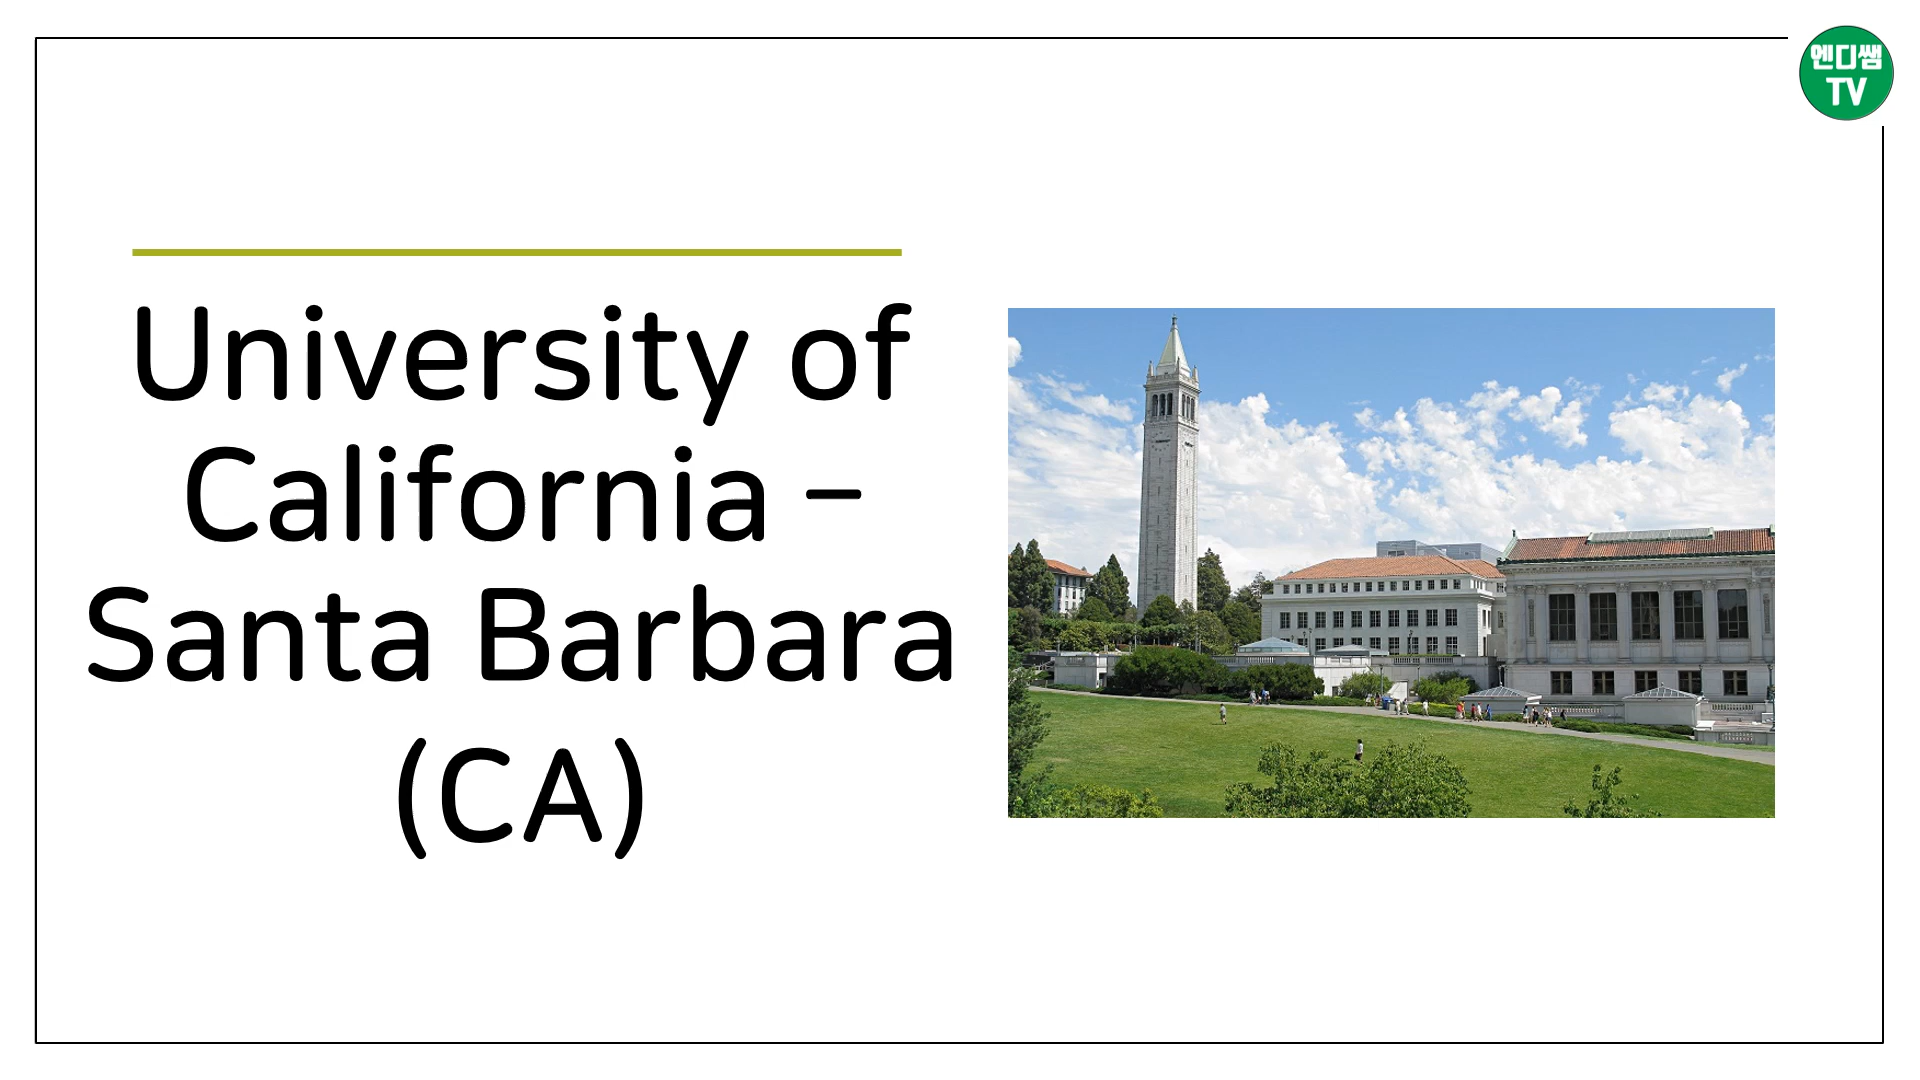 엔디쌤
TV
University of
California –
Santa Barbara
(CA)